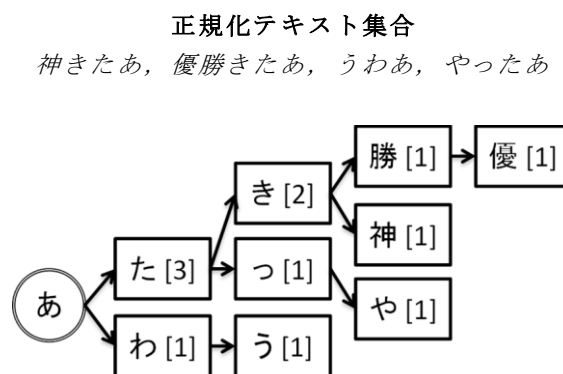 正規化テキスト集合
神きたあ, 優勝きたあ, うわあ, やったあ
勝 [1]
優 [1]
き [2]
神 [1]
た [3]
っ [1]
あ
や [1]
わ [1]
う [1]